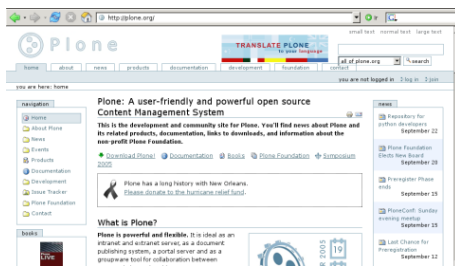 http://plone.org/
small text normal text large text
Plone
TRANSLATE PLONE
to your language
all of plone.org
search
home about news products documentation development foundation contact
you are not logged in log in join
you are here: home
navigation
Home
About Plone
News
Events
Products
Documentation
Development
Issue Tracker
Plone Foundation
Contact
books
LIVE
Plone: A user-friendly and powerful open source
Content Management System
This is the development and community site for Plone. You'll find news about Plone and
its related products, documentation, links to downloads, and information about the
non-profit Plone Foundation.
Download Plone! Documentation Books Plone Foundation Symposium
2005
Plone has a long history with New Orleans.
Please donate to the hurricane relief fund.
What is Plone?
Plone is powerful and flexible. It is ideal as an
intranet and extranet server, as a document
publishing system, a portal server and as a
groupware tool for collaboration between
2005
19
news
Repository for
python developers
September 22
Plone Foundation
Elects New Board
September 20
Preregister Phase
ends
September 15
PloneConf: Sunday
evening meetup
September 15
Last Chance for
Preregistration
September 12